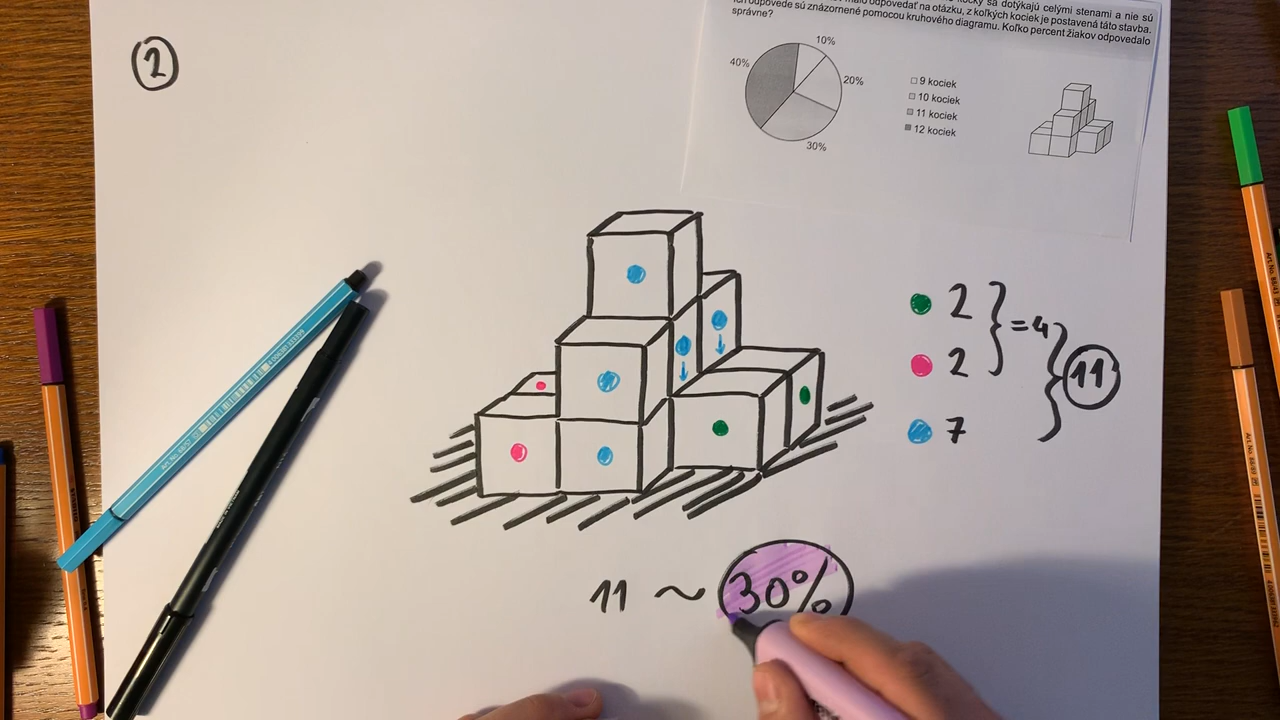 2
kocky sa dotýkajú celými stenami a nie sú
odpovedať na otázku, z koľkých kociek je postavená táto stavba.
odpovede sú znázornené pomocou kruhového diagramu. Koľko percent žiakov odpovedalo
správne?
10%
40%
20%
30%
9 kociek
10 kociek
11 kociek
12 kociek
2
2
= 4
7
11
11 ~ 30%